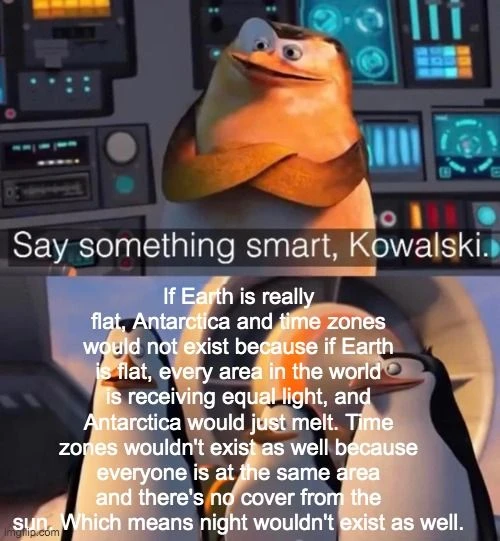 Say something smart, Kowalski.
If Earth is really
flat, Antarctica and time zones
would not exist because if Earth
is flat, every area in the world
is receiving equal light, and
Antarctica would just melt. Time
zones wouldn't exist as well because
everyone is at the same area
and there's no cover from the
sun. Which means night wouldn't exist as well.
imgflip.com